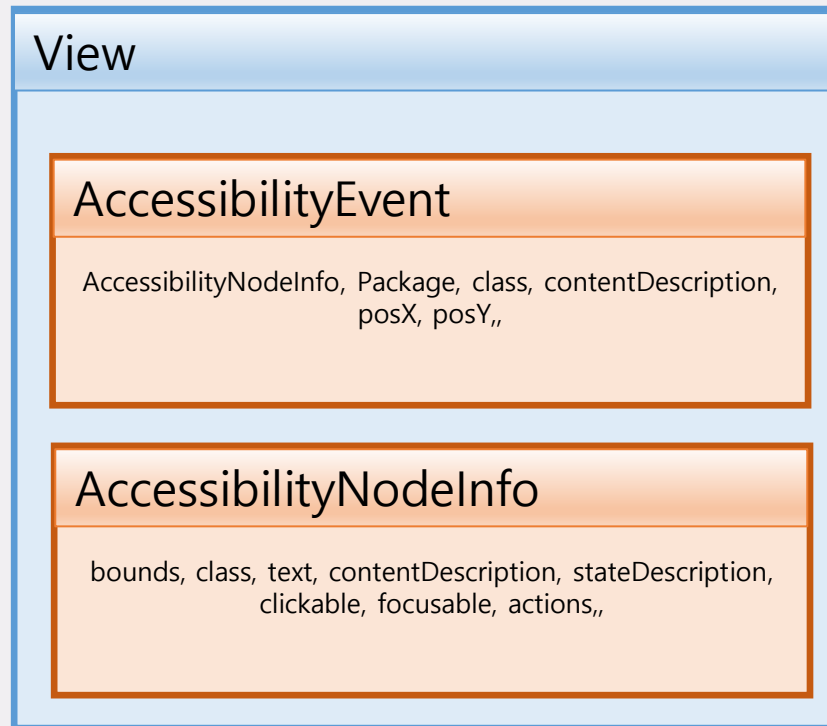 View
AccessibilityEvent
AccessibilityNodeInfo, Package, class, contentDescription,
posX, posY,,
AccessibilityNodeInfo
bounds, class, text, contentDescription, stateDescription,
clickable, focusable, actions,,